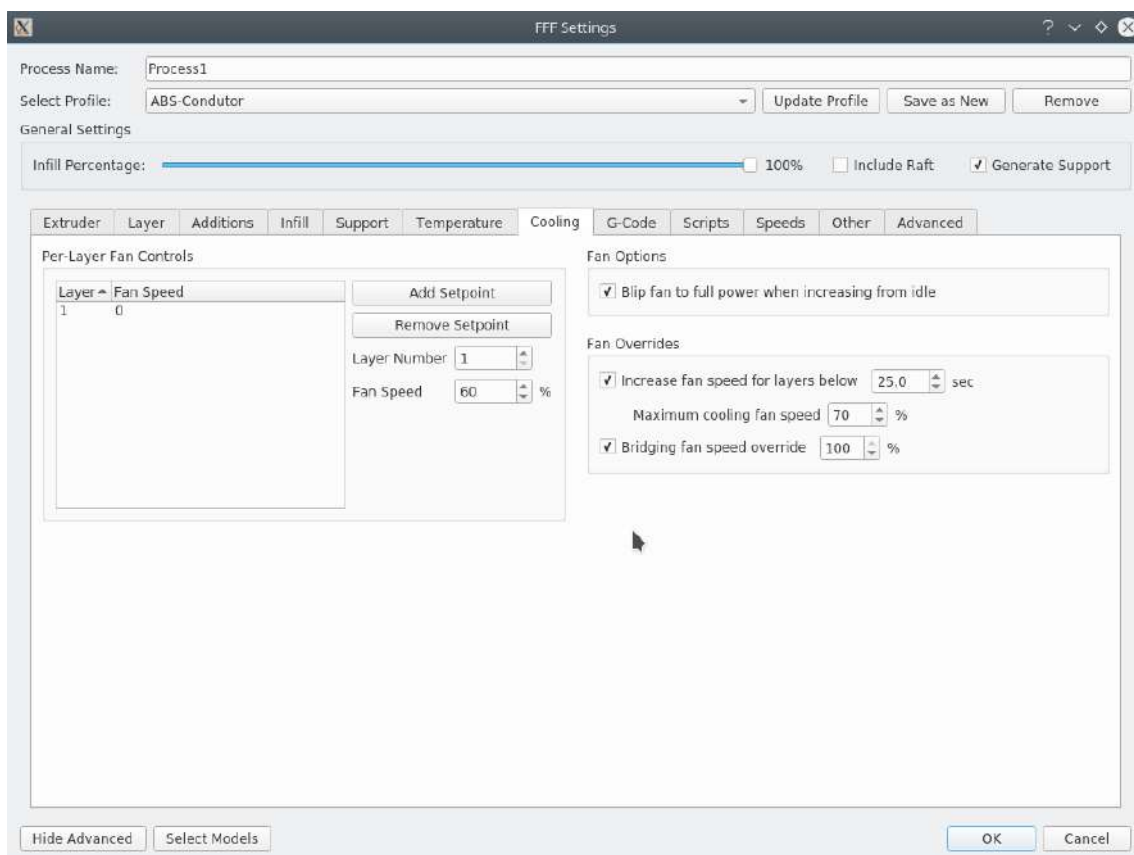 FFF Settings
Process Name: Process1
Select Profile: ABS-Condutor Update Profile Save as New Remove
General Settings
Infill Percentage: 100% Include Raft Generate Support
Extruder Layer Additions Infill Support Temperature Cooling G-Code Scripts Speeds Other Advanced
Per-Layer Fan Controls
Layer Fan Speed
1 0
Add Setpoint
Remove Setpoint
Layer Number 1
Fan Speed 60 %
Fan Options
Blip fan to full power when increasing from idle
Fan Overrides
Increase fan speed for layers below 25.0 sec
Maximum cooling fan speed 70 %
Bridging fan speed override 100 %
Hide Advanced Select Models OK Cancel